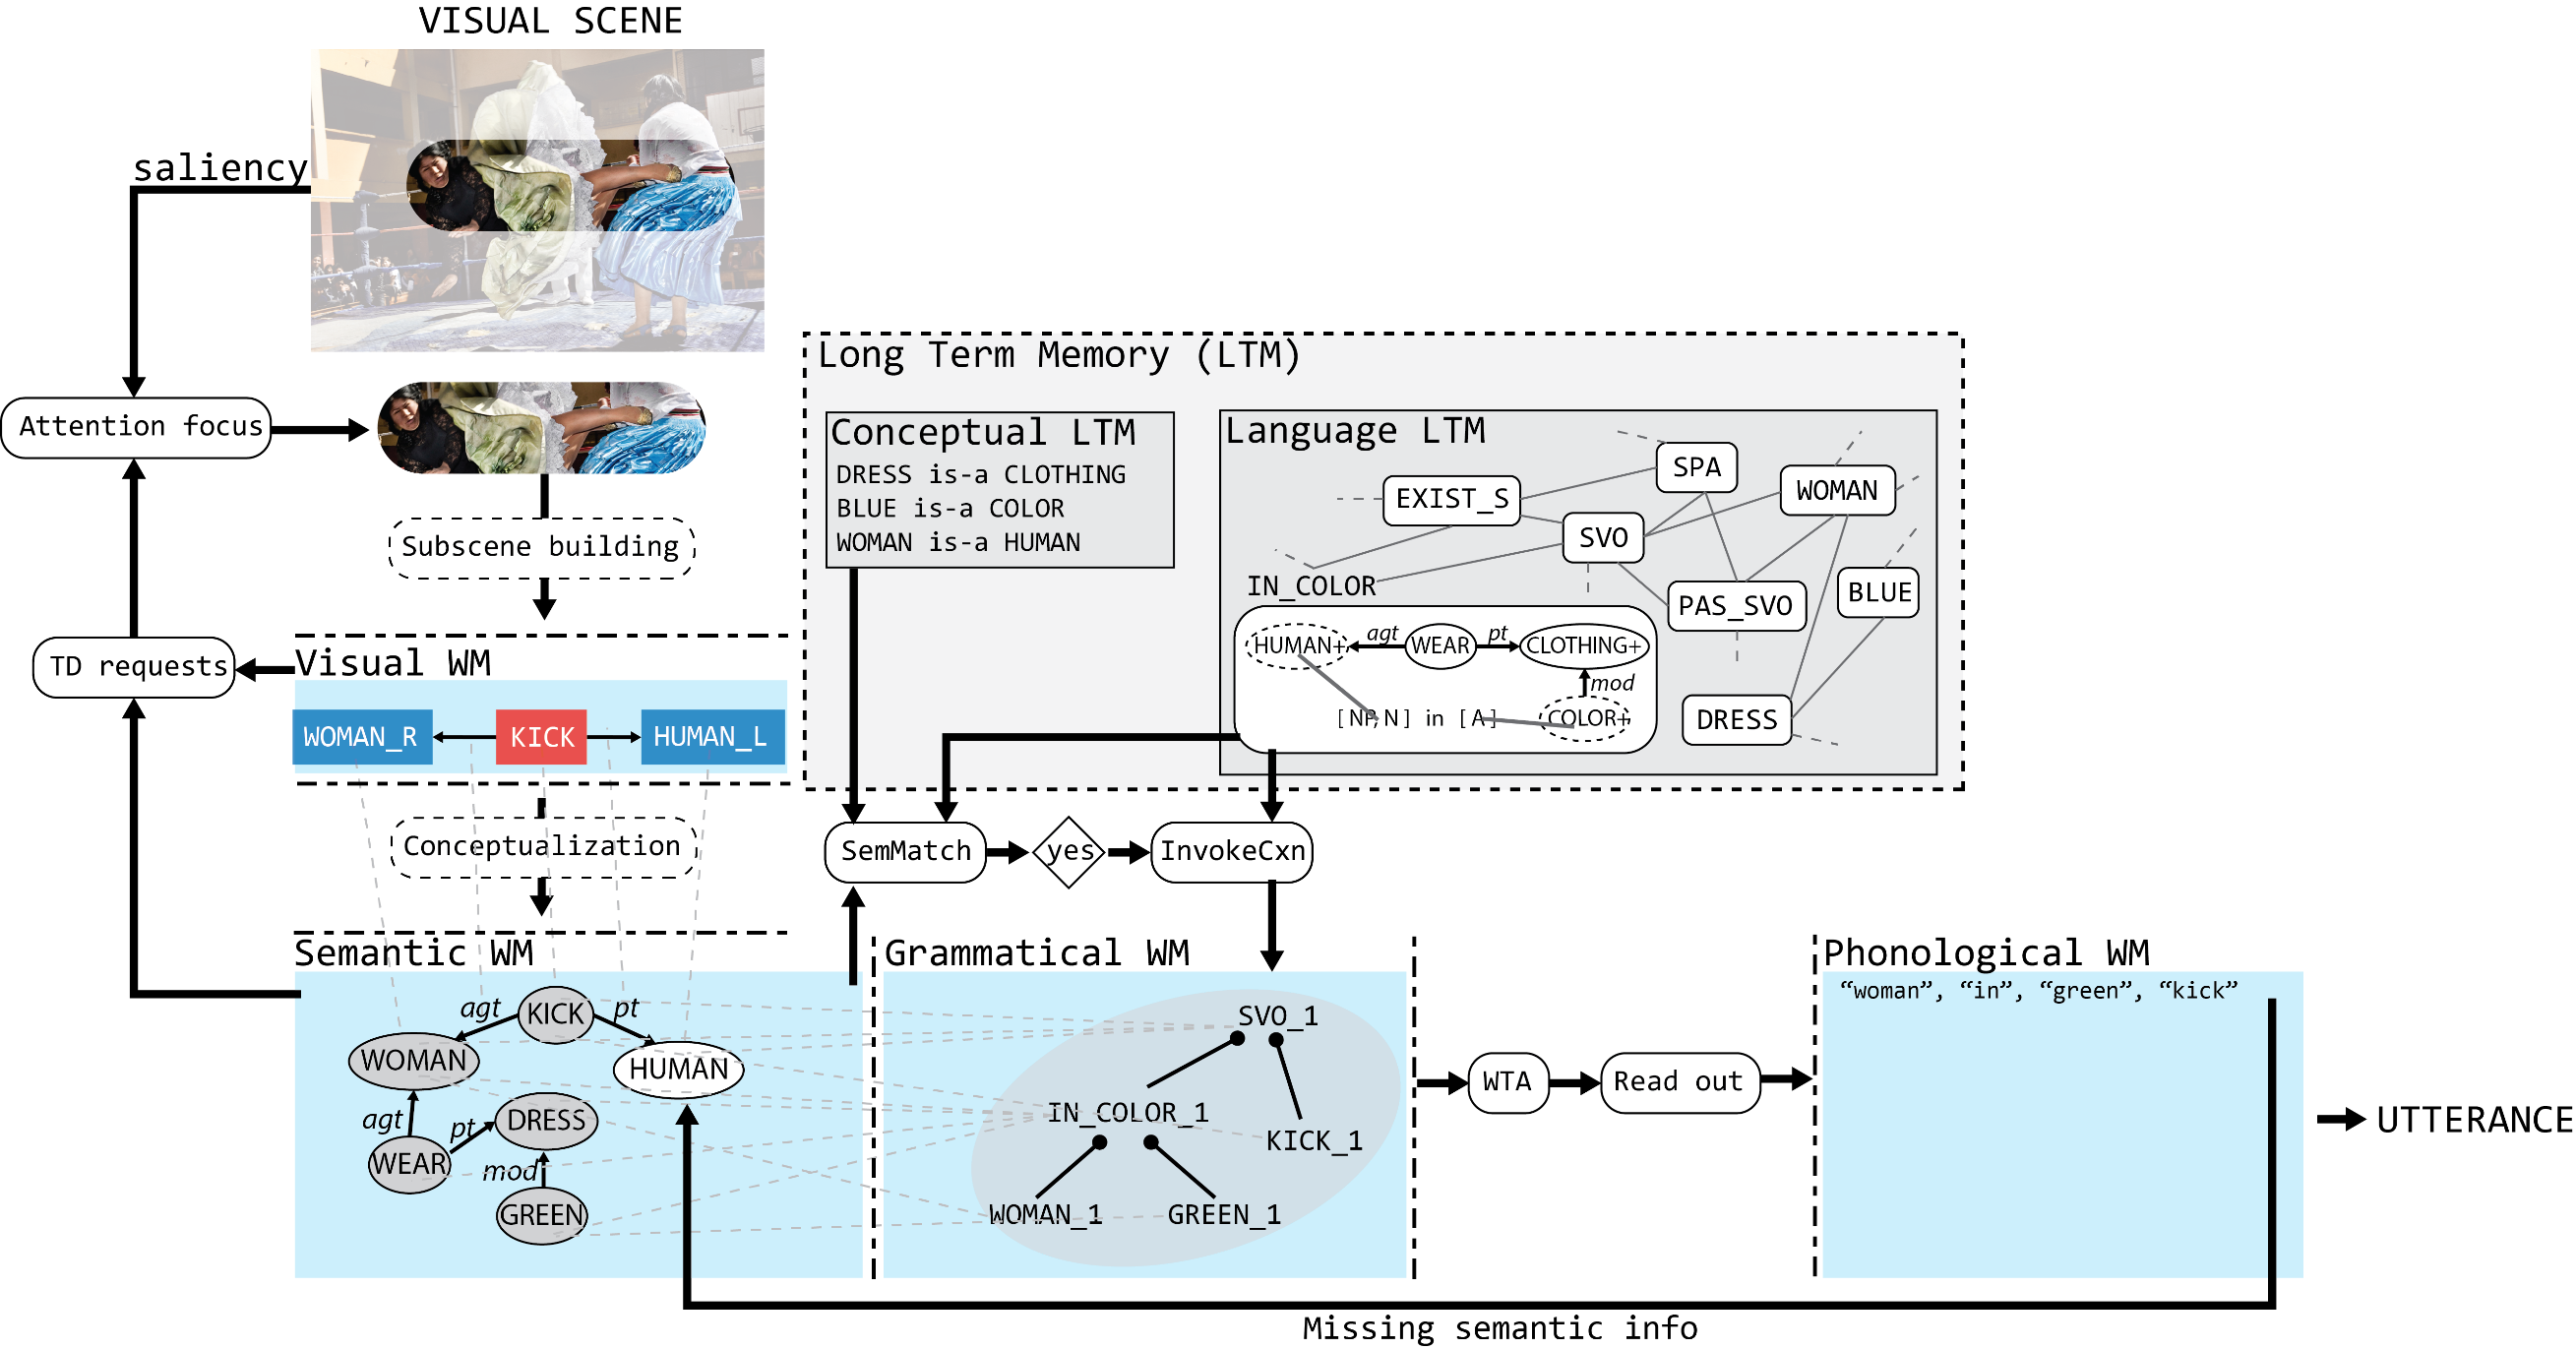 VISUAL SCENE
saliency
Attention focus
Subscene building
TD requests
Visual WM
WOMAN_R
KICK
HUMAN_L
Conceptualization
Long Term Memory (LTM)
Conceptual LTM
DRESS is-a CLOTHING
BLUE is-a COLOR
WOMAN is-a HUMAN
Language LTM
SPA
WOMAN
EXIST_S
SVO
IN_COLOR
PAS_SVO
BLUE
HUMAN+
agt
WEAR
pt
CLOTHING+
mod
[NP,N] in [A]
COLOR+
DRESS
SemMatch
yes
InvokeCxn
Semantic WM
agt
KICK
pt
WOMAN
HUMAN
agt
pt
DRESS
WEAR
mod
GREEN
Grammatical WM
SVO_1
IN_COLOR_1
KICK_1
WOMAN_1
GREEN_1
WTA
Read out
Phonological WM
“woman”, “in”, “green”, “kick”
UTTERANCE
Missing semantic info